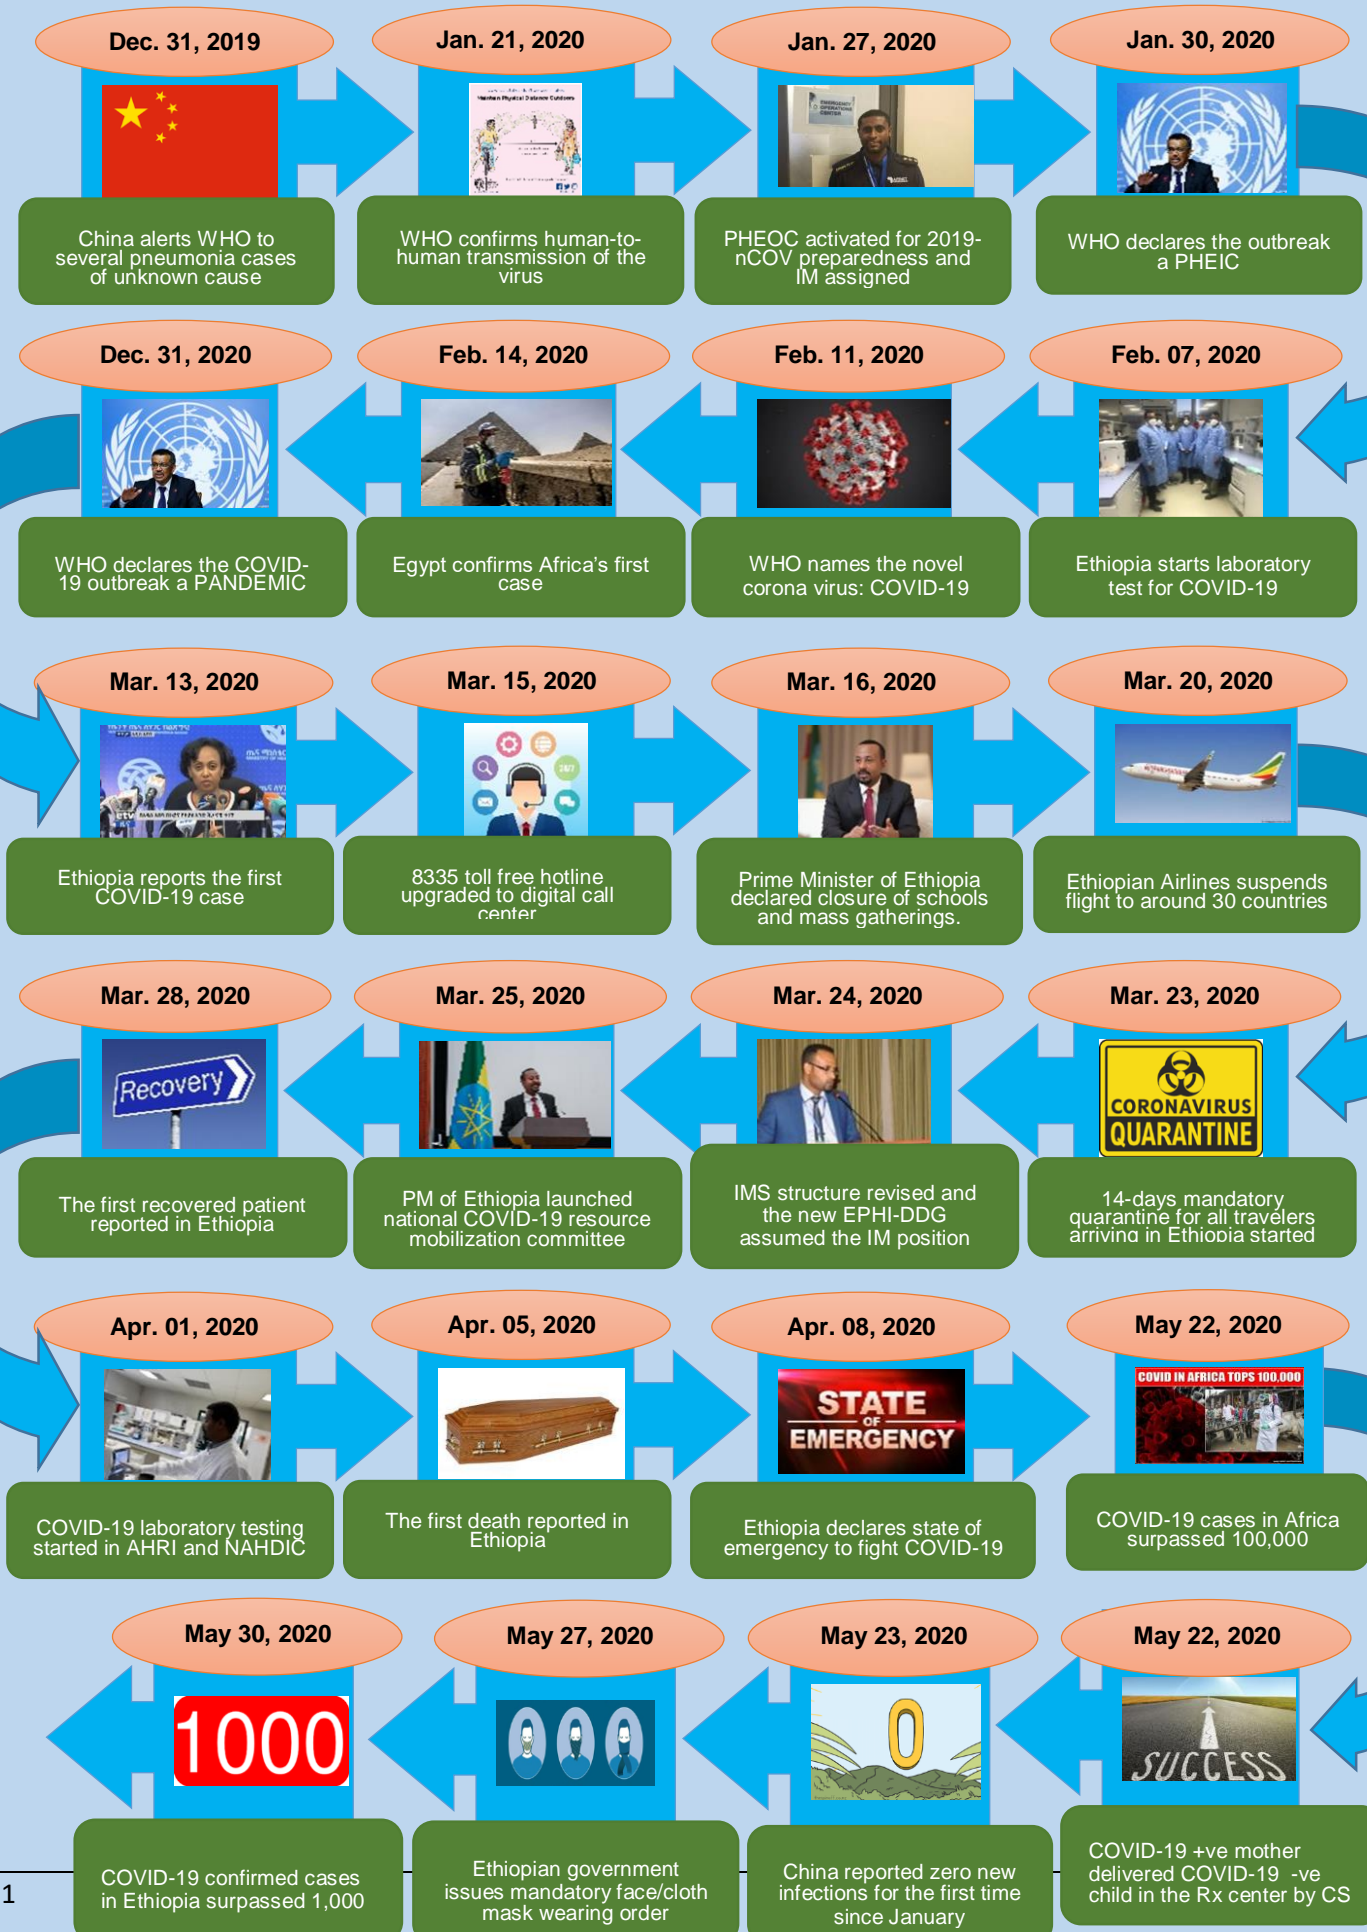 Dec. 31, 2019
China alerts WHO to
several pneumonia cases
of unknown cause
Jan. 21, 2020
Maintain Physical Distance Outdoors
WHO confirms human-to-
human transmission of the
virus
Jan. 27, 2020
EMERGENCY
OPERATIONS
CENTER
PHEOC activated for 2019-
nCOV preparedness and
IM assigned
Jan. 30, 2020
WHO declares the outbreak
a PHEIC
Feb. 07, 2020
Ethiopia starts laboratory
test for COVID-19
Feb. 11, 2020
WHO names the novel
corona virus: COVID-19
Feb. 14, 2020
Egypt confirms Africa's first
case
Dec. 31, 2020
WHO declares the COVID-
19 outbreak a PANDEMIC
Mar. 13, 2020
etv
Ethiopia reports the first
COVID-19 case
Mar. 15, 2020
24/7
8335 toll free hotline
upgraded to digital call
center
Mar. 16, 2020
Prime Minister of Ethiopia
declared closure of schools
and mass gatherings.
Mar. 20, 2020
Ethiopian Airlines suspends
flight to around 30 countries
Mar. 23, 2020
CORONAVIRUS
QUARANTINE
14-days mandatory
quarantine for all travelers
arriving in Ethiopia started
Mar. 24, 2020
IMS structure revised and
the new EPHI-DDG
assumed the IM position
Mar. 25, 2020
PM of Ethiopia launched
national COVID-19 resource
mobilization committee
Mar. 28, 2020
Recovery
The first recovered patient
reported in Ethiopia
Apr. 01, 2020
COVID-19 laboratory testing
started in AHRI and NAHDIC
Apr. 05, 2020
The first death reported in
Ethiopia
Apr. 08, 2020
STATE
OF
EMERGENCY
Ethiopia declares state of
emergency to fight COVID-19
May 22, 2020
COVID IN AFRICA TOPS 100,000
COVID-19 cases in Africa
surpassed 100,000
May 22, 2020
SUCCESS
COVID-19 +ve mother
delivered COVID-19 -ve
child in the Rx center by CS
May 23, 2020
0
China reported zero new
infections for the first time
since January
May 27, 2020
Ethiopian government
issues mandatory face/cloth
mask wearing order
May 30, 2020
1000
COVID-19 confirmed cases
in Ethiopia surpassed 1,000
1